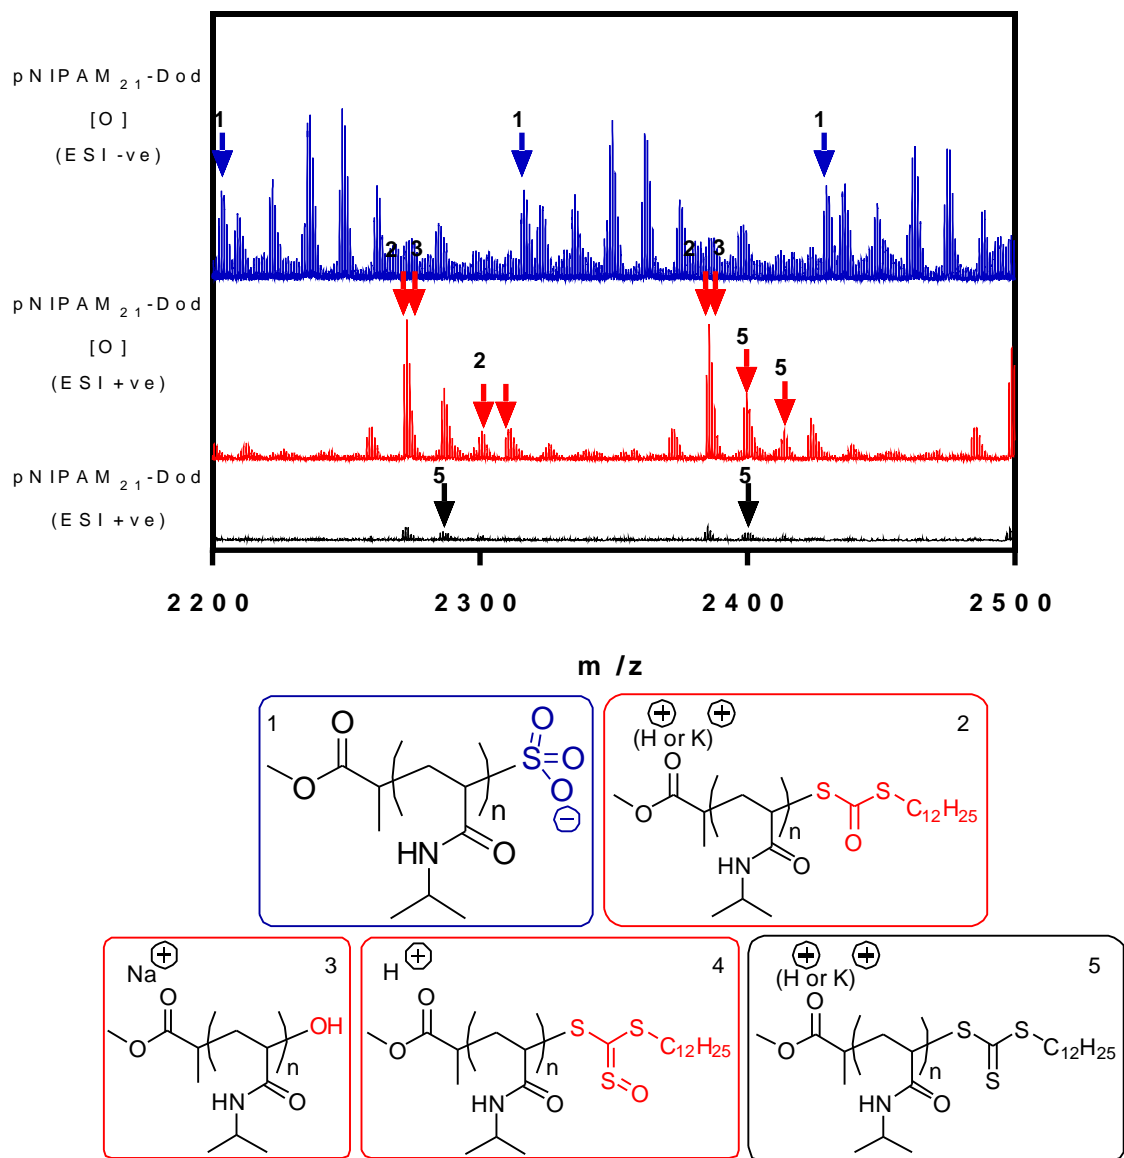 pNIPAM21-Dod
[O]
(ESI -ve)
1 1 1
2 3 2 3
pNIPAM21-Dod
[O]
(ESI +ve)
2 5 5
pNIPAM21-Dod
(ESI +ve)
5 5
2200 2300 2400 2500
m/z
1
O
O
S
O
O
O
n
HN
O
2
(H or K)
O
O
S
S
C12H25
O
n
HN
O
3
Na
O
O
OH
n
HN
O
4
H
O
O
S
S
C12H25
S
O
n
HN
O
5
(H or K)
O
O
S
S
C12H25
S
n
HN
O